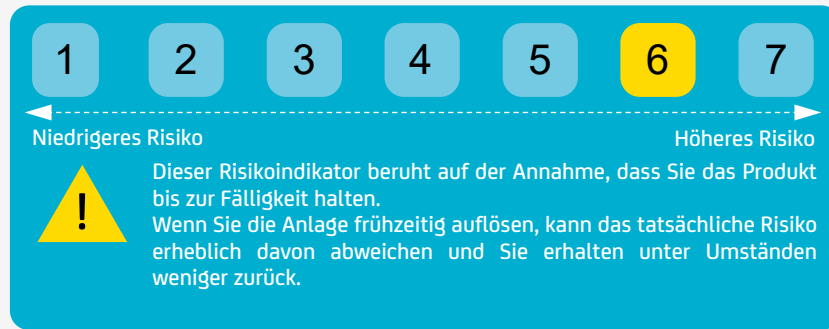 1 2 3 4 5 6 7
Niedrigeres Risiko Höheres Risiko
Dieser Risikoindikator beruht auf der Annahme, dass Sie das Produkt
bis zur Fälligkeit halten.
Wenn Sie die Anlage frühzeitig auflösen, kann das tatsächliche Risiko
erheblich davon abweichen und Sie erhalten unter Umständen
weniger zurück.
!